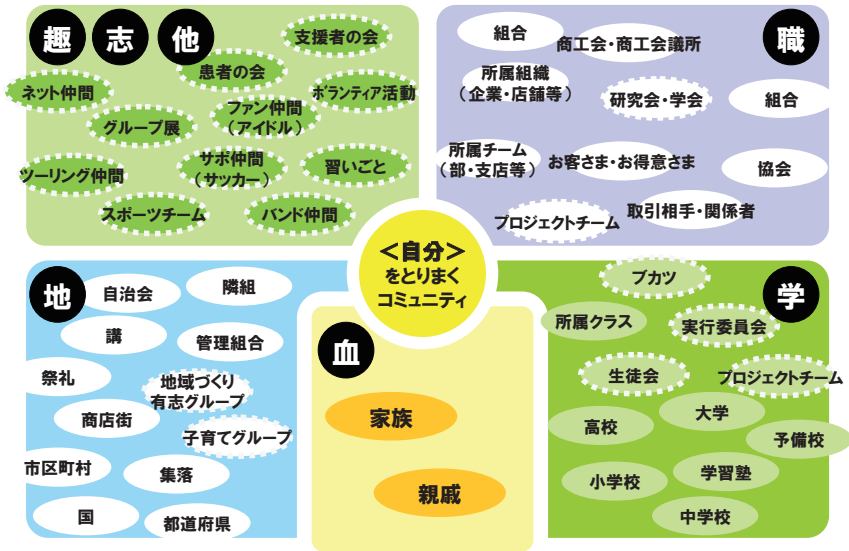 趣 志 他
支援者の会
患者の会
ネット仲間
ボランティア活動
ファン仲間
(アイドル)
グループ展
サポ仲間
(サッカー)
習いごと
ツーリング仲間
スポーツチーム
バンド仲間
職
組合
商工会・商工会議所
所属組織
(企業・店舗等)
研究会・学会
組合
所属チーム
(部・支店等)
お客さま・お得意さま
協会
取引相手・関係者
プロジェクトチーム
<自分>
をとりまく
コミュニティ
地
自治会
隣組
講
管理組合
祭礼
地域づくり
有志グループ
商店街
子育てグループ
市区町村
集落
国
都道府県
血
家族
親戚
学
ブカツ
所属クラス
実行委員会
生徒会
プロジェクトチーム
大学
高校
予備校
学習塾
小学校
中学校